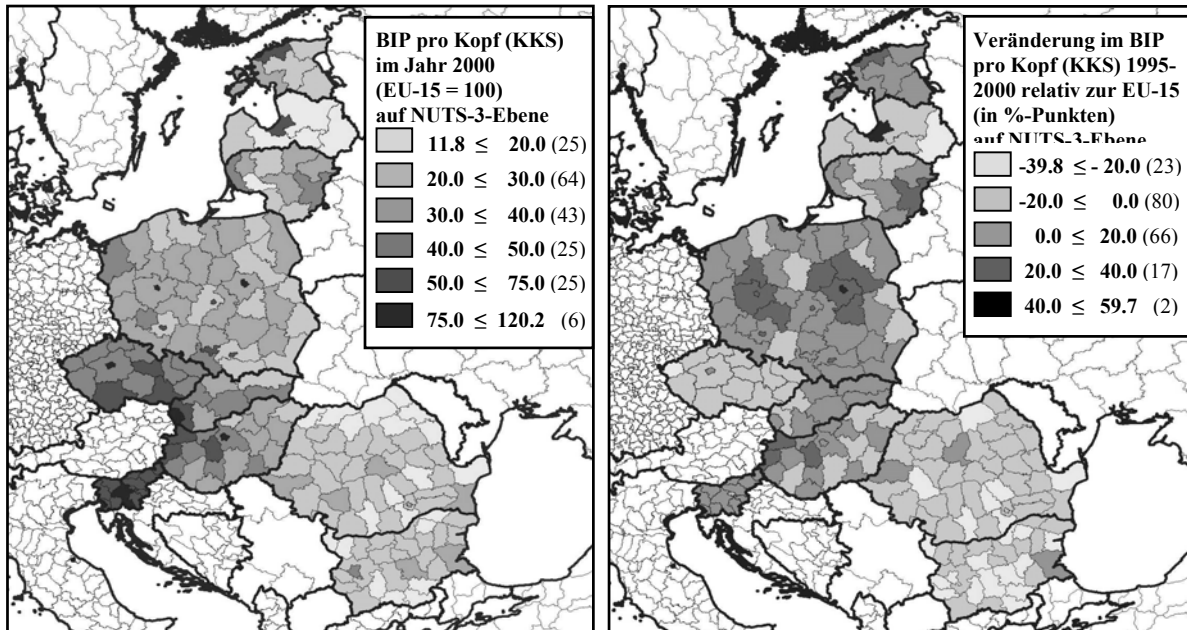 BIP pro Kopf (KKS)
im Jahr 2000
(EU-15 = 100)
auf NUTS-3-Ebene
11.8 ≤ 20.0 (25)
20.0 ≤ 30.0 (64)
30.0 ≤ 40.0 (43)
40.0 ≤ 50.0 (25)
50.0 ≤ 75.0 (25)
75.0 ≤ 120.2 (6)
Veränderung im BIP
pro Kopf (KKS) 1995-
2000 relativ zur EU-15
(in %-Punkten)
auf NUTS-3-Ebene
-39.8 ≤ - 20.0 (23)
-20.0 ≤ 0.0 (80)
0.0 ≤ 20.0 (66)
20.0 ≤ 40.0 (17)
40.0 ≤ 59.7 (2)